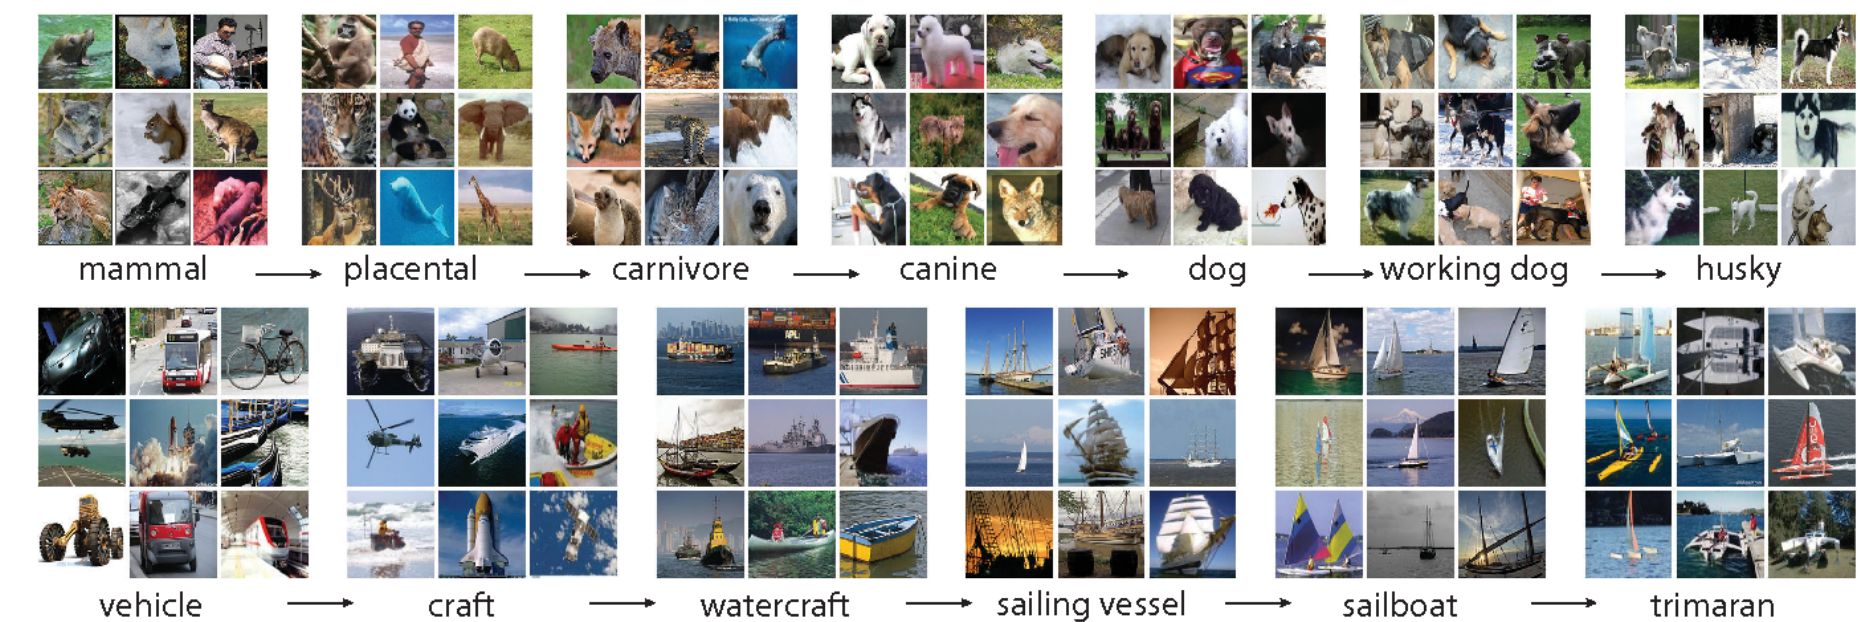 mammal → placental → carnivore → canine → dog → working dog → husky
vehicle → craft → watercraft → sailing vessel → sailboat → trimaran